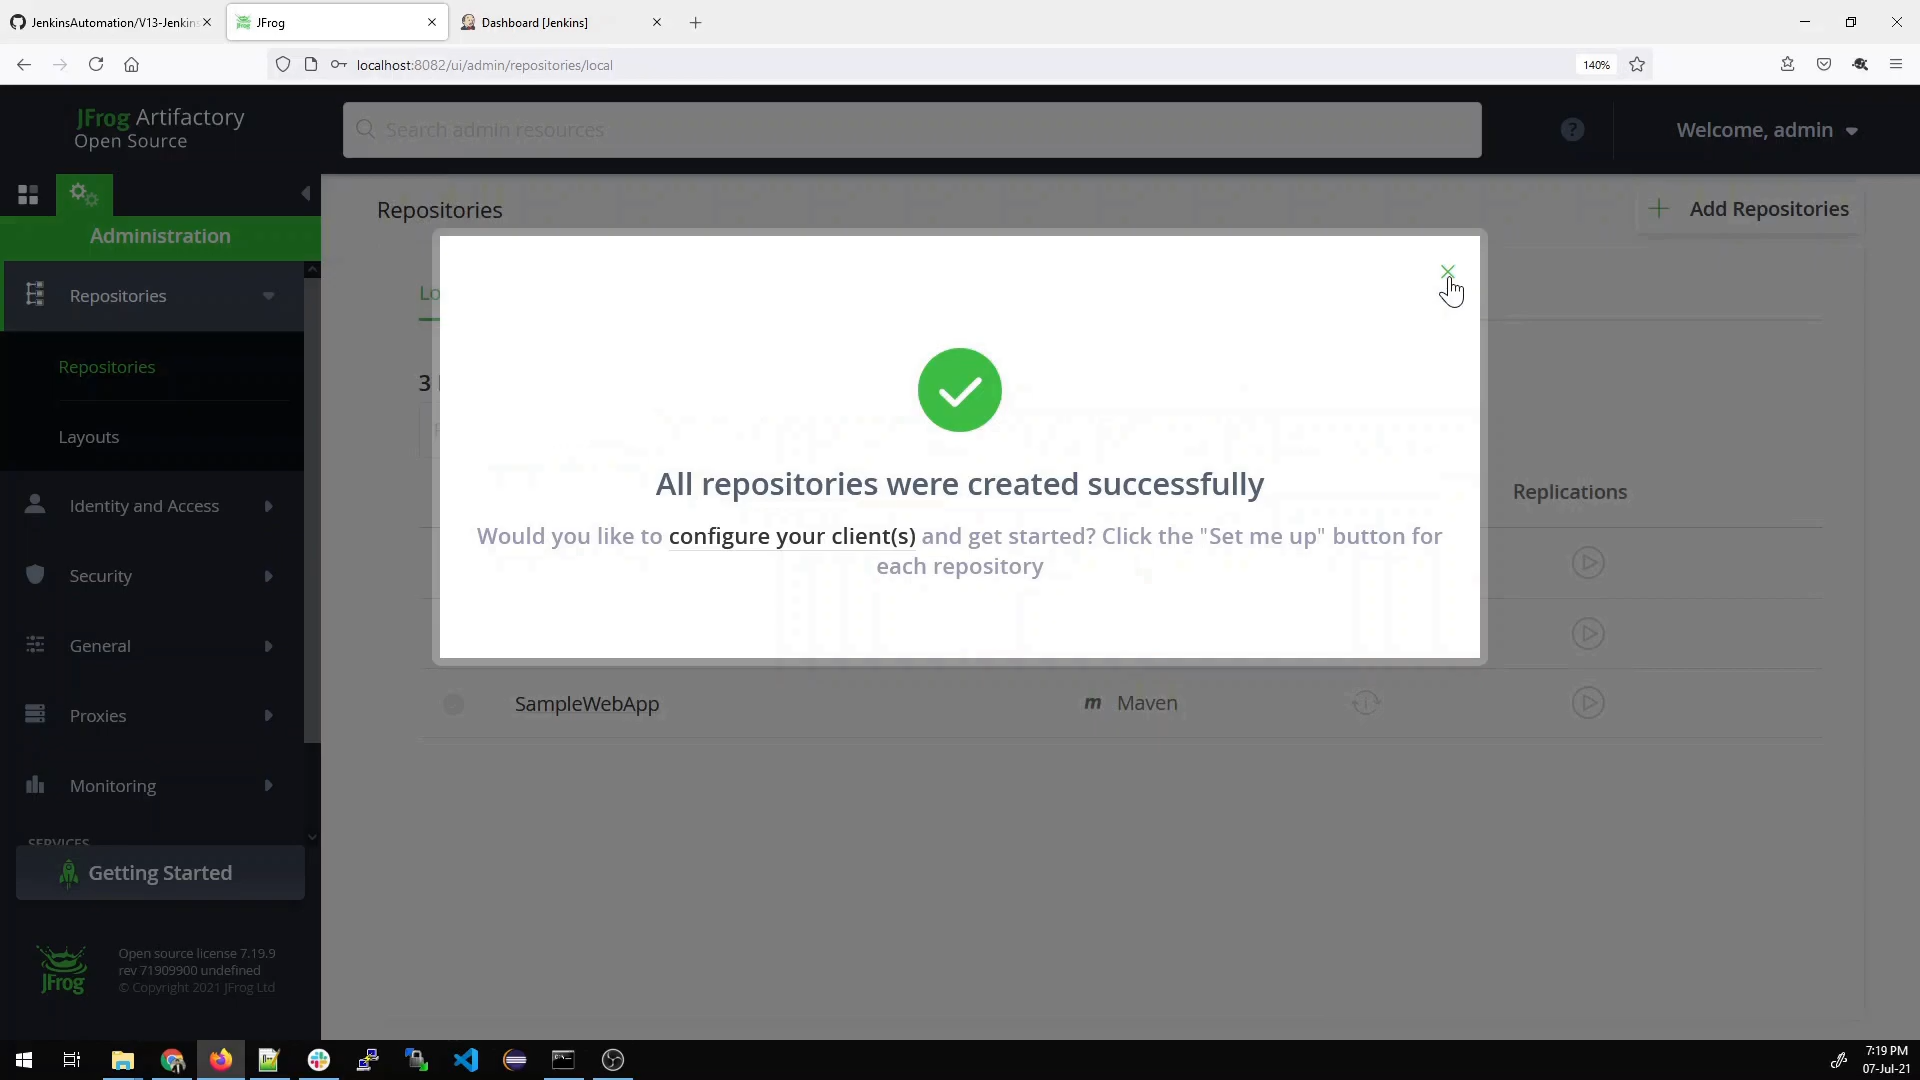 JenkinsAutomation/V13-Jenkins
JFrog
Dashboard [Jenkins]
localhost:8082/ui/admin/repositories/local
140%
JFrog Artifactory
Open Source
Search admin resources
Welcome, admin
Administration
Repositories
Repositories
Layouts
Identity and Access
Security
General
Proxies
Monitoring
SERVICES
Getting Started
JFrog
Open source license 7.19.9
rev 71909900 undefined
© Copyright 2021 JFrog Ltd
Repositories
Add Repositories
Lo
3
Replications
All repositories were created successfully
Would you like to configure your client(s) and get started? Click the "Set me up" button for
each repository
SampleWebApp
m Maven
7:19 PM
07-Jul-21